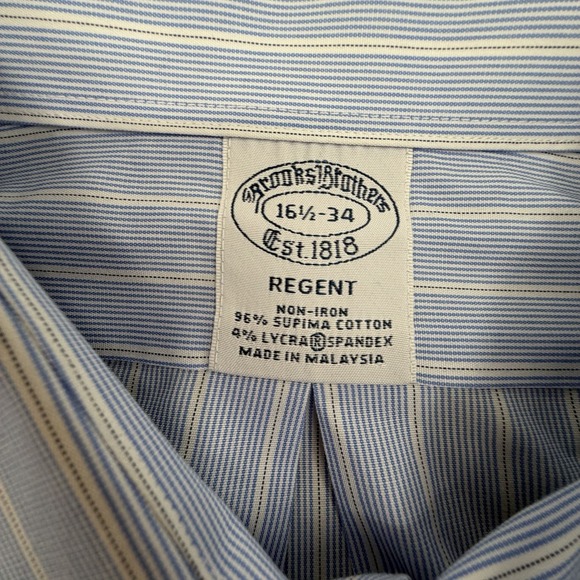 Brooks Brothers
16½-34
Est. 1818
REGENT
NON-IRON
96% SUPIMA COTTON
4% LYCRA®SPANDEX
MADE IN MALAYSIA